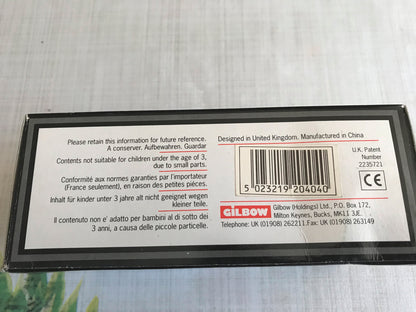 Please retain this information for future reference.
A conserver. Aufbewahren. Guardar
Contents not suitable for children under the age of 3,
due to small parts.
Conformité aux normes garanties par l'importateur
(France seulement), en raison des petites pièces.
Inhalt für kinder unter 3 jahre alt nicht geeignet wegen
kleiner teile.
Il contenuto non e' adatto per bambini al di sotto dei
3 anni, a causa delle piccole particelle.
Designed in United Kingdom. Manufactured in China
U.K. Patent
Number
2235721
5 023219 204040
CE
GILBOW
Gilbow (Holdings) Ltd., P.O. Box 172,
Milton Keynes, Bucks, MK11 3JE.
Telephone: UK (01908) 262211.Fax: UK (01908) 263149